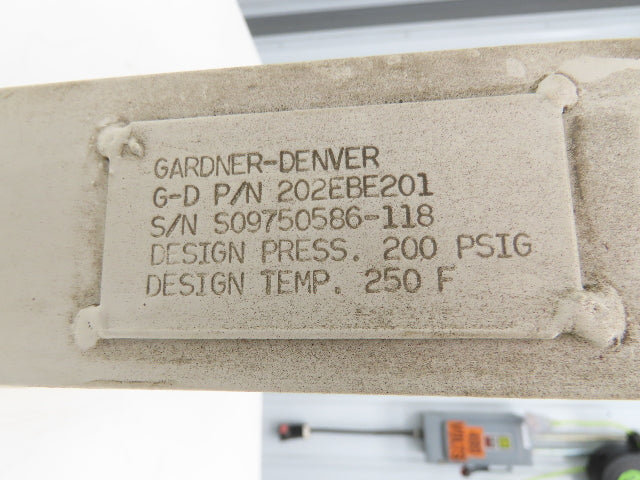 GARDNER-DENVER
G-D P/N 202EBE201
S/N S09750586-118
DESIGN PRESS. 200 PSIG
DESIGN TEMP. 250 F